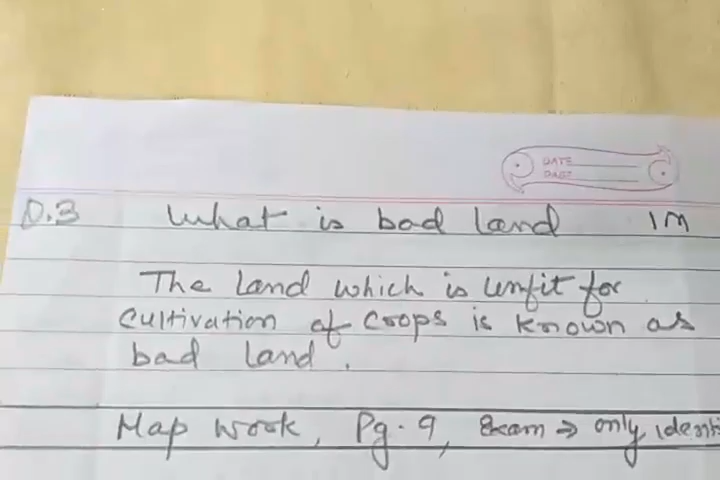 DATE
PAGE
Q.3 What is bad land 1M
The Land which is unfit for
cultivation of crops is known as
bad land.
Map work, Pg. 9, Exam ⇒ only